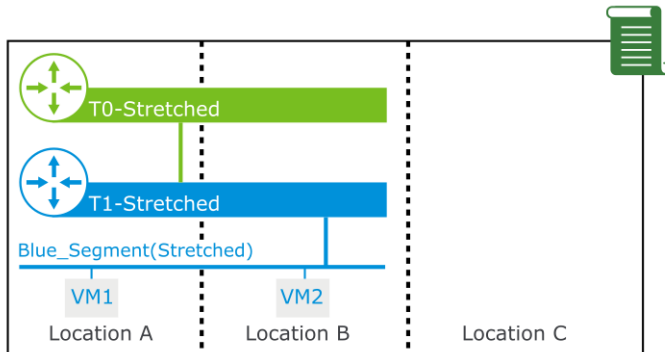 T0-Stretched
T1-Stretched
Blue_Segment(Stretched)
VM1 VM2
Location A Location B Location C